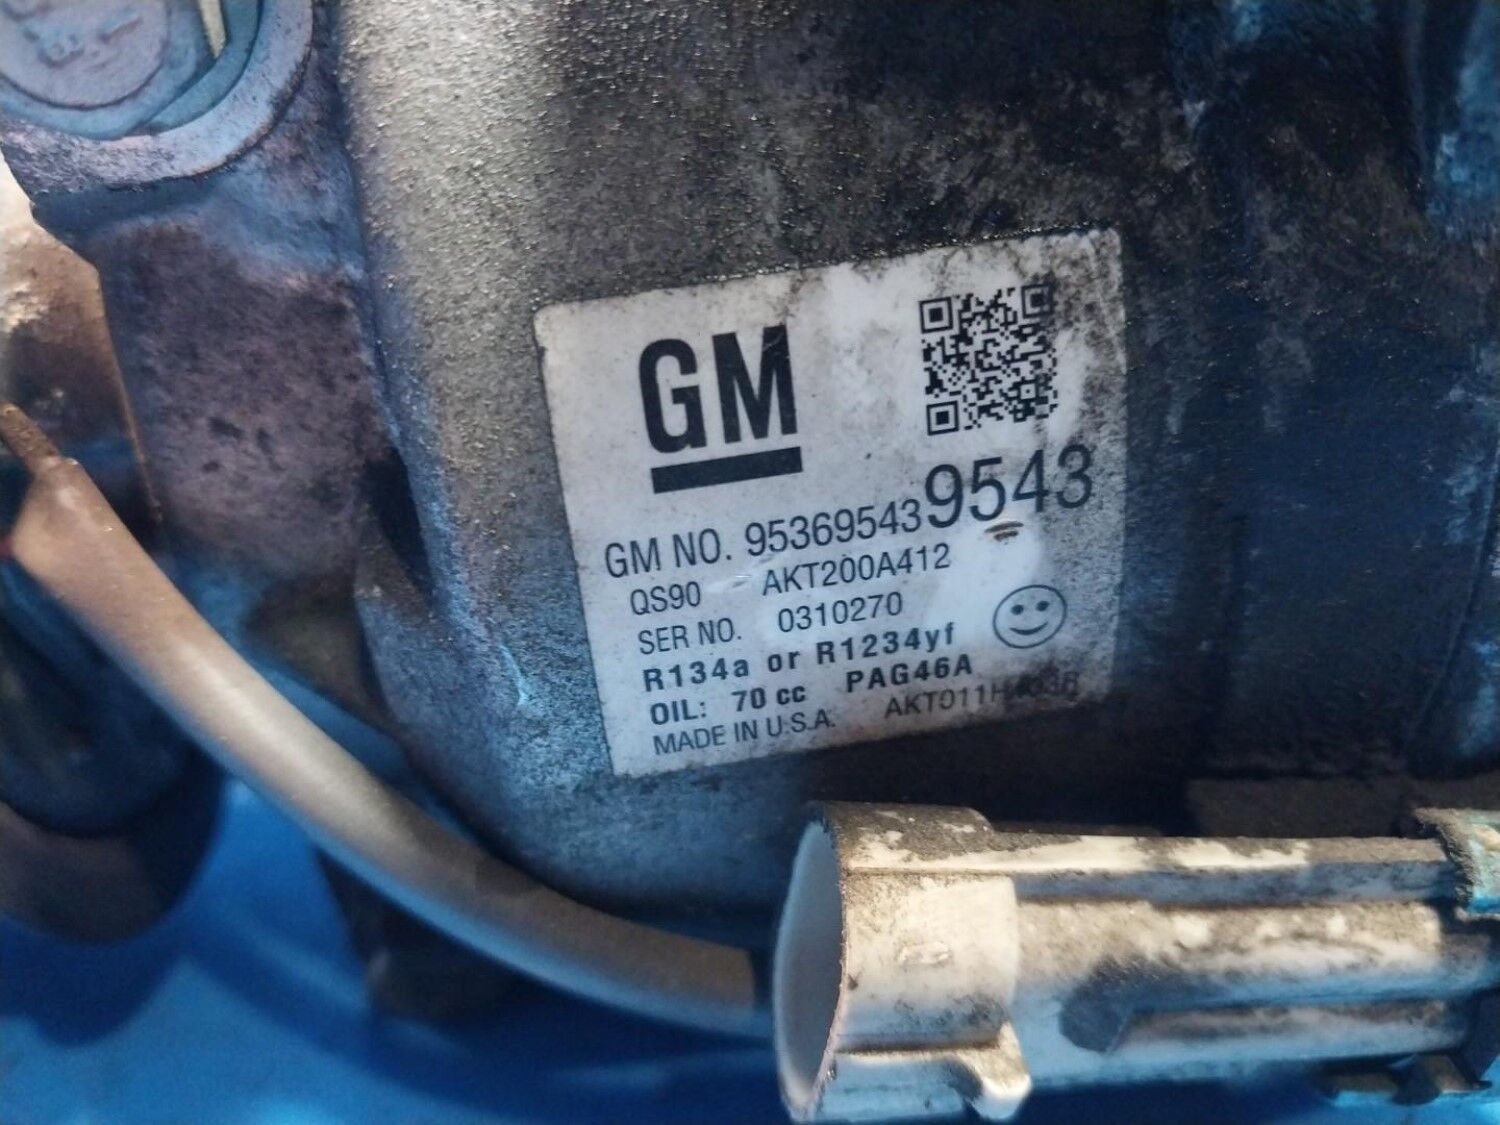 GM
GM NO. 95369543 9543
QS90 AKT200A412
SER NO. 0310270
R134a or R1234yf
OIL: 70 cc PAG46A
MADE IN U.S.A.